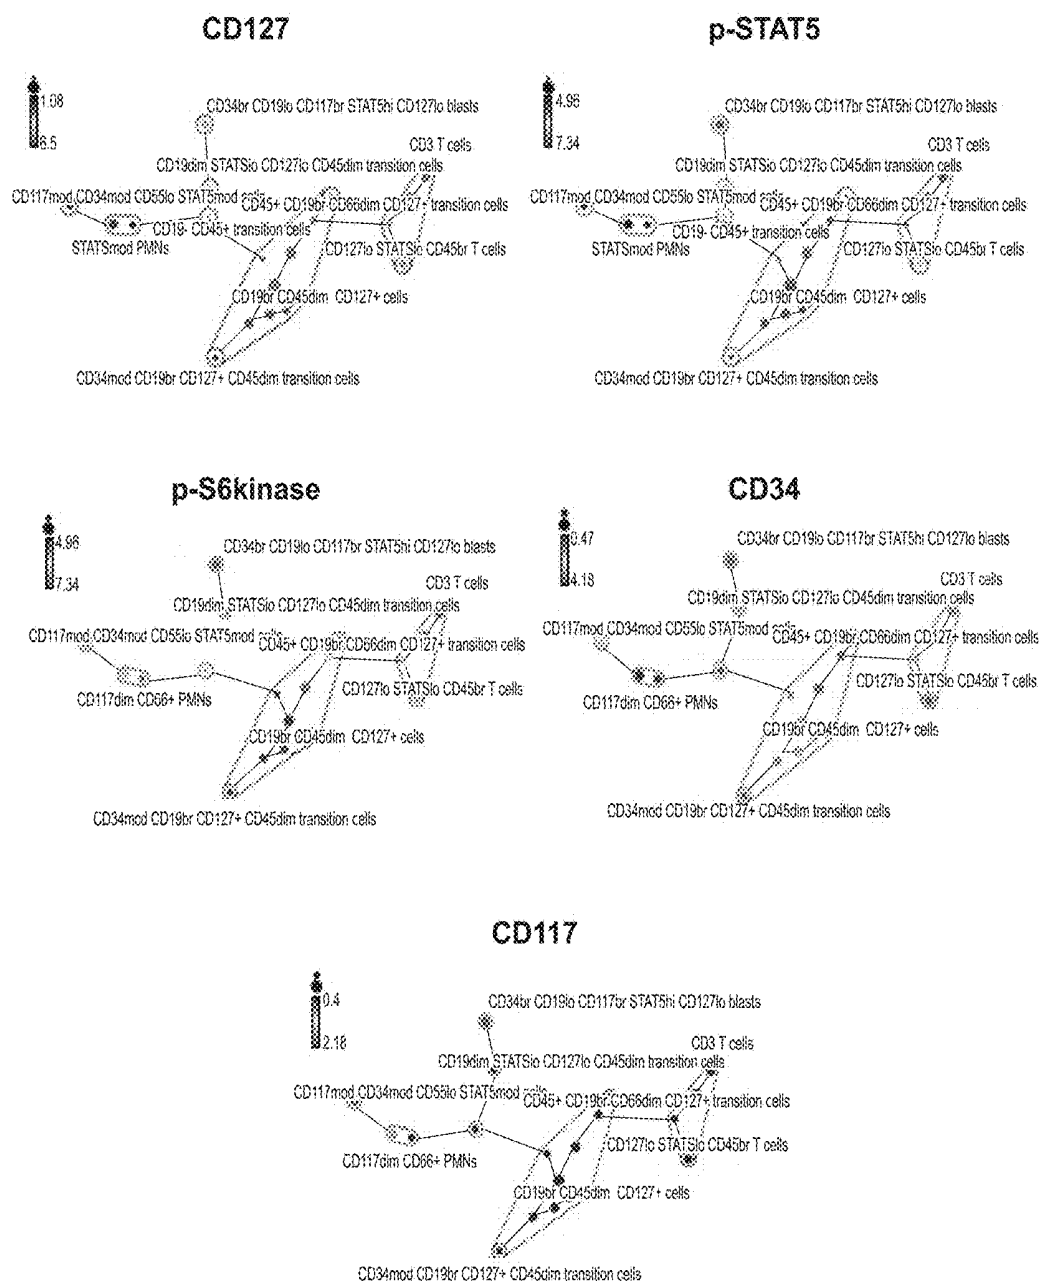 CD127
1.08
6.5
CD34br CD19lo CD117br STAT5hi CD127lo blasts
CD3 T cells
CD19dim STAT5lo CD127lo CD45dim transition cells
CD117mod CD34mod CD55lo STAT5mod cells
CD45+ CD19br CD66dim CD127+ transition cells
CD19- CD45+ transition cells
STAT5mod PMNs
CD127lo STAT5lo CD45br T cells
CD19br CD45dim CD127+ cells
CD34mod CD19br CD127+ CD45dim transition cells
p-STAT5
4.96
7.34
CD34br CD19lo CD117br STAT5hi CD127lo blasts
CD3 T cells
CD19dim STAT5lo CD127lo CD45dim transition cells
CD117mod CD34mod CD55lo STAT5mod cells
CD45+ CD19br CD66dim CD127+ transition cells
CD19- CD45+ transition cells
STAT5mod PMNs
CD127lo STAT5lo CD45br T cells
CD19br CD45dim CD127+ cells
CD34mod CD19br CD127+ CD45dim transition cells
p-S6kinase
4.96
7.34
CD34br CD19lo CD117br STAT5hi CD127lo blasts
CD3 T cells
CD19dim STAT5lo CD127lo CD45dim transition cells
CD117mod CD34mod CD55lo STAT5mod cells
CD45+ CD19br CD66dim CD127+ transition cells
CD127lo STAT5lo CD45br T cells
CD117dim CD66+ PMNs
CD19br CD45dim CD127+ cells
CD34mod CD19br CD127+ CD45dim transition cells
CD34
0.47
4.18
CD34br CD19lo CD117br STAT5hi CD127lo blasts
CD3 T cells
CD19dim STAT5lo CD127lo CD45dim transition cells
CD117mod CD34mod CD55lo STAT5mod cells
CD45+ CD19br CD66dim CD127+ transition cells
CD127lo STAT5lo CD45br T cells
CD117dim CD66+ PMNs
CD19br CD45dim CD127+ cells
CD34mod CD19br CD127+ CD45dim transition cells
CD117
0.4
2.18
CD34br CD19lo CD117br STAT5hi CD127lo blasts
CD3 T cells
CD19dim STAT5lo CD127lo CD45dim transition cells
CD117mod CD34mod CD55lo STAT5mod cells
CD45+ CD19br CD66dim CD127+ transition cells
CD127lo STAT5lo CD45br T cells
CD117dim CD66+ PMNs
CD19br CD45dim CD127+ cells
CD34mod CD19br CD127+ CD45dim transition cells